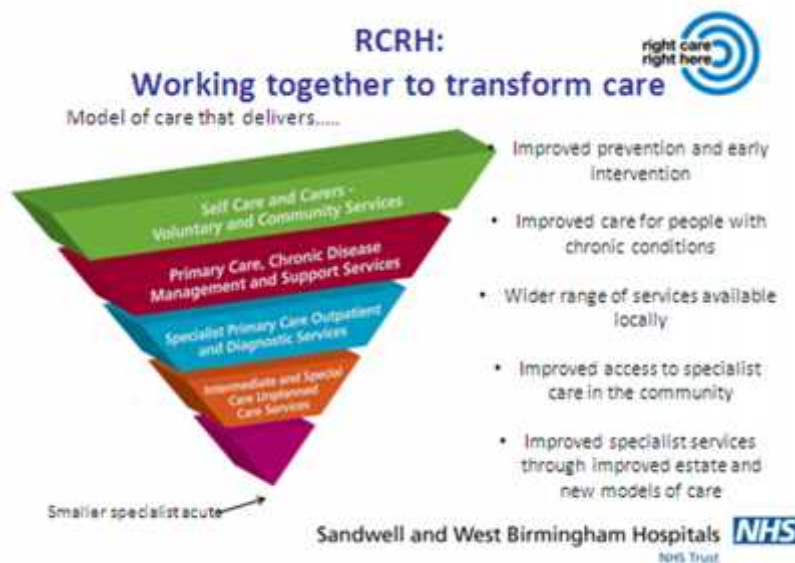 RCRH:
Working together to transform care
right care
right here
Model of care that delivers.....
Self Care and Carers -
Voluntary and Community Services
Primary Care, Chronic Disease
Management and Support Services
Specialist Primary Care Outpatient
and Diagnostic Services
Intermediate and Special
Care Unplanned
Care Services
Smaller specialist acute
• Improved prevention and early
intervention
• Improved care for people with
chronic conditions
• Wider range of services available
locally
• Improved access to specialist
care in the community
• Improved specialist services
through improved estate and
new models of care
Sandwell and West Birmingham Hospitals NHS
NHS Trust